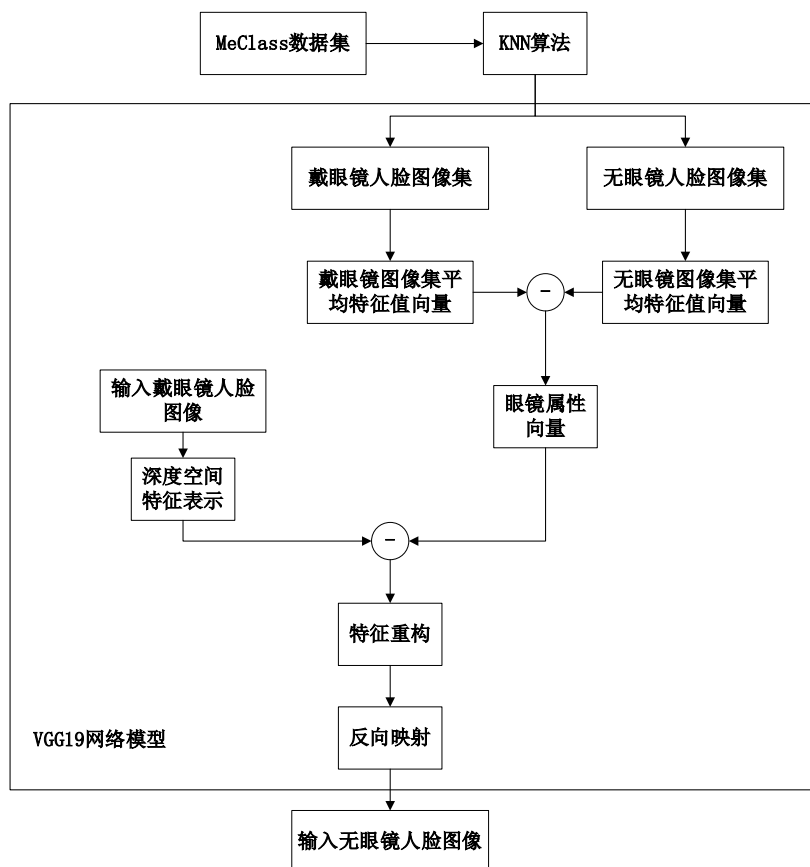 MeClass数据集
KNN算法
戴眼镜人脸图像集
无眼镜人脸图像集
戴眼镜图像集平
均特征值向量
-
无眼镜图像集平
均特征值向量
输入戴眼镜人脸
图像
眼镜属性
向量
深度空间
特征表示
-
特征重构
反向映射
VGG19网络模型
输入无眼镜人脸图像